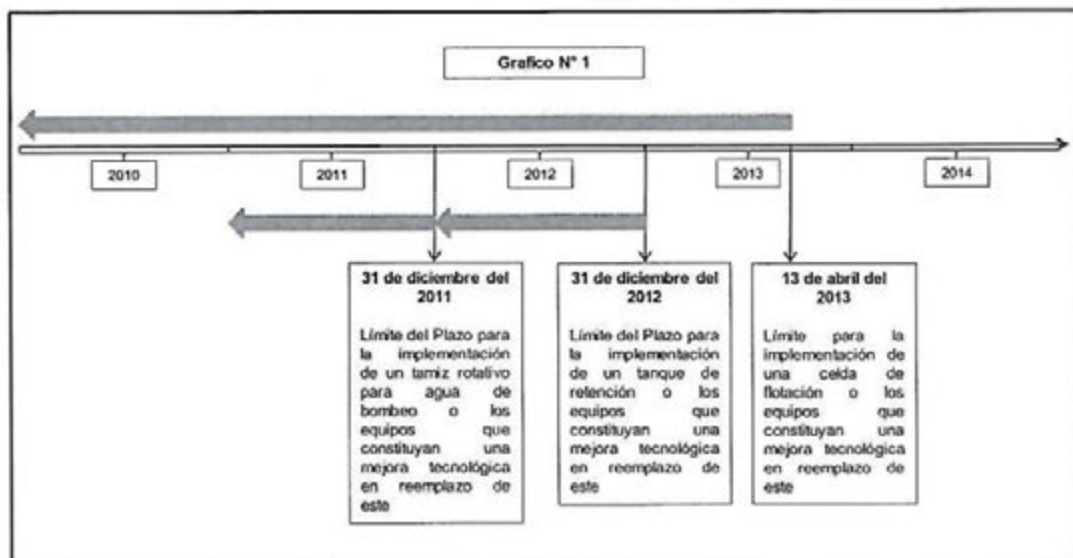 Grafico N° 1
2010
2011
2012
2013
2014
31 de diciembre del
2011
Límite del Plazo para
la implementación
de un tamiz rotativo
para agua de
bombeo o los
equipos que
constituyan una
mejora tecnológica
en reemplazo de
este
31 de diciembre del
2012
Límite del Plazo para
la implementación
de un tanque de
retención o los
equipos que
constituyan una
mejora tecnológica
en reemplazo de
este
13 de abril del
2013
Límite para la
implementación de
una celda de
flotación o los
equipos que
constituyan una
mejora tecnológica
en reemplazo de
este